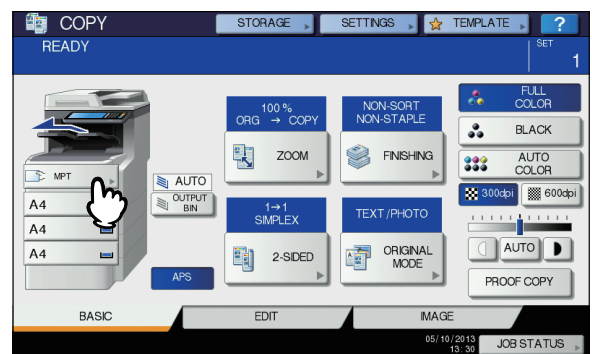 COPY
STORAGE
SETTINGS
TEMPLATE
?
READY
SET
1
100 %
ORG → COPY
ZOOM
NON-SORT
NON-STAPLE
FINISHING
FULL
COLOR
BLACK
AUTO
COLOR
300dpi
600dpi
MPT
A4
A4
A4
AUTO
OUTPUT
BIN
APS
1→1
SIMPLEX
2-SIDED
TEXT/PHOTO
ORIGINAL
MODE
AUTO
PROOF COPY
BASIC
EDIT
IMAGE
05/10/2013
13:30
JOB STATUS